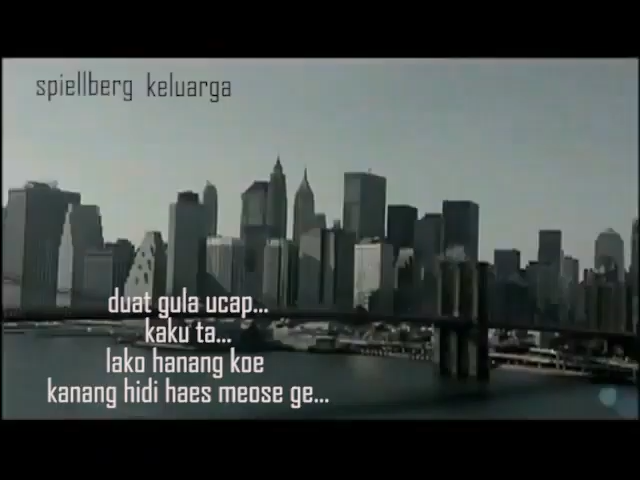 spiellberg keluarga
duat gula ucap...
kaku ta...
lako hanang koe
kanang hidi haes meose ge...